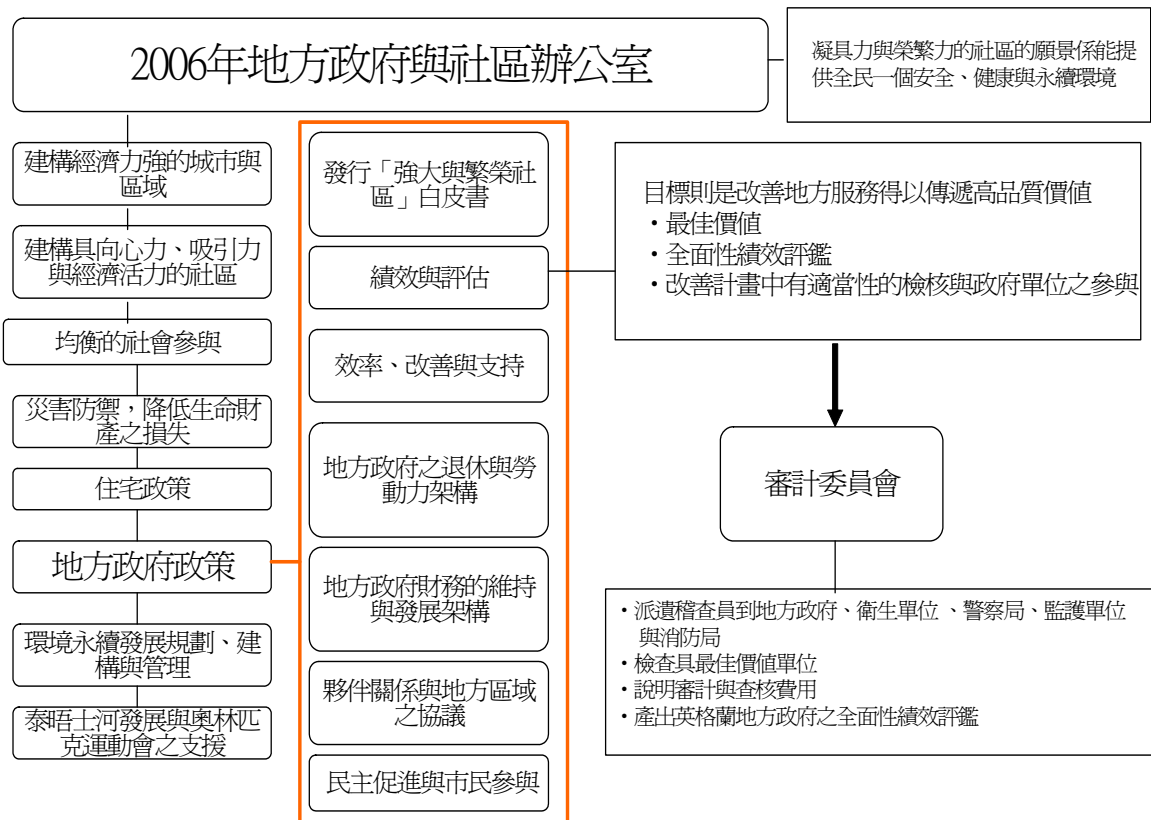 2006年地方政府與社區辦公室
凝具力與榮繁力的社區的願景係能提
供全民一個安全、健康與永續環境
建構經濟力強的城市與
區域
建構具向心力、吸引力
與經濟活力的社區
均衡的社會參與
災害防禦，降低生命財
產之損失
住宅政策
地方政府政策
環境永續發展規劃、建
構與管理
泰晤士河發展與奧林匹
克運動會之支援
發行「強大與繁榮社
區」白皮書
績效與評估
效率、改善與支持
地方政府之退休與勞
動力架構
地方政府財務的維持
與發展架構
夥伴關係與地方區域
之協議
民主促進與市民參與
目標則是改善地方服務得以傳遞高品質價值
・最佳價值
・全面性績效評鑑
・改善計畫中有適當性的檢核與政府單位之參與
審計委員會
・派遺稽查員到地方政府、衛生單位 、警察局、監護單位
與消防局
・檢查具最佳價值單位
・說明審計與查核費用
・產出英格蘭地方政府之全面性績效評鑑